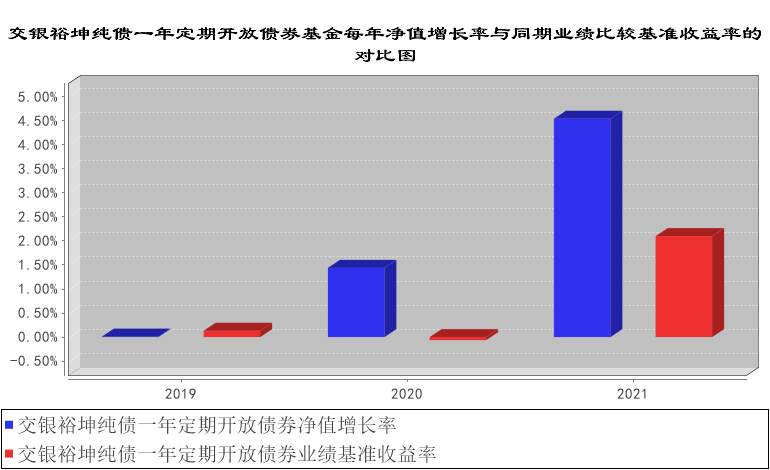 交银裕坤纯债一年定期开放债券基金每年净值增长率与同期业绩比较基准收益率的
对比图
5.00%
4.50%
4.00%
3.50%
3.00%
2.50%
2.00%
1.50%
1.00%
0.50%
0.00%
-0.50%
2019 2020 2021
交银裕坤纯债一年定期开放债券净值增长率
交银裕坤纯债一年定期开放债券业绩基准收益率